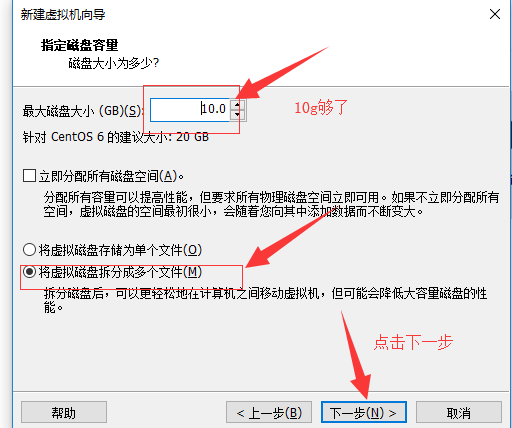 新建虚拟机向导
指定磁盘容量
磁盘大小为多少?
最大磁盘大小 (GB)(S): 10.0
10g够了
针对 CentOS 6 的建议大小: 20 GB
立即分配所有磁盘空间(A)。
分配所有容量可以提高性能，但要求所有物理磁盘空间立即可用。如果不立即分配所有
空间，虚拟磁盘的空间最初很小，会随着您向其中添加数据而不断变大。
将虚拟磁盘存储为单个文件(O)
将虚拟磁盘拆分成多个文件(M)
拆分磁盘后，可以更轻松地在计算机之间移动虚拟机，但可能会降低大容量磁盘的性
能。
点击下一步
帮助 < 上一步(B) 下一步(N) > 取消